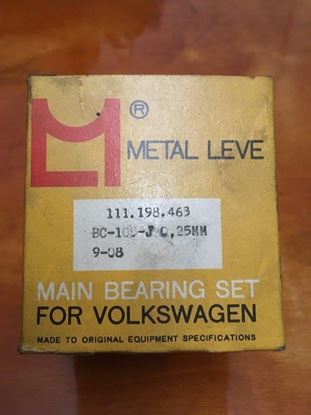 ®
METAL LEVE
111.198.463
0,25MM
9-08
MAIN BEARING SET
FOR VOLKSWAGEN
MADE TO ORIGINAL EQUIPMENT SPECIFICATIONS